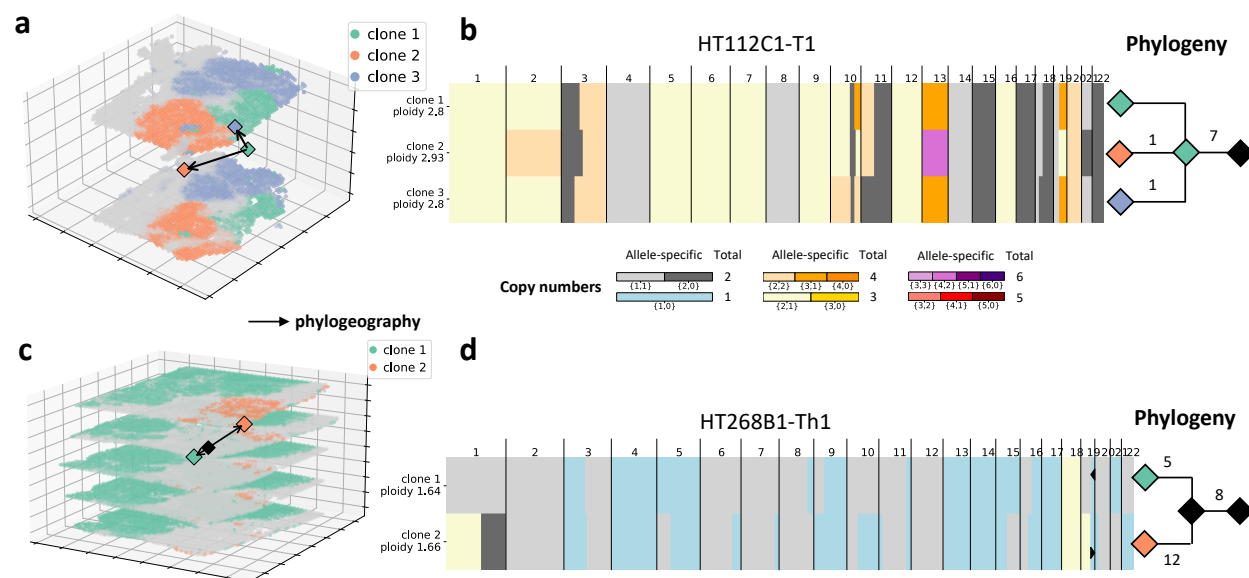 a
clone 1
clone 2
clone 3
b
HT112C1-T1
Phylogeny
1 2 3 4 5 6 7 8 9 10 11 12 13 14 15 16 17 18 19 20 21 22
clone 1
ploidy 2.8
clone 2
ploidy 2.93
clone 3
ploidy 2.8
1
7
1
Copy numbers
Allele-specific Total
{1,1} {2,0} 2
{1,0} 1
Allele-specific Total
{2,2} {3,1} {4,0} 4
{2,1} {3,0} 3
Allele-specific Total
{3,3} {4,2} {5,1} {6,0} 6
{3,2} {4,1} {5,0} 5
phylogeography
c
clone 1
clone 2
d
HT268B1-Th1
Phylogeny
1 2 3 4 5 6 7 8 9 10 11 12 13 14 15 16 17 18 19 20 21 22
clone 1
ploidy 1.64
clone 2
ploidy 1.66
5
8
12